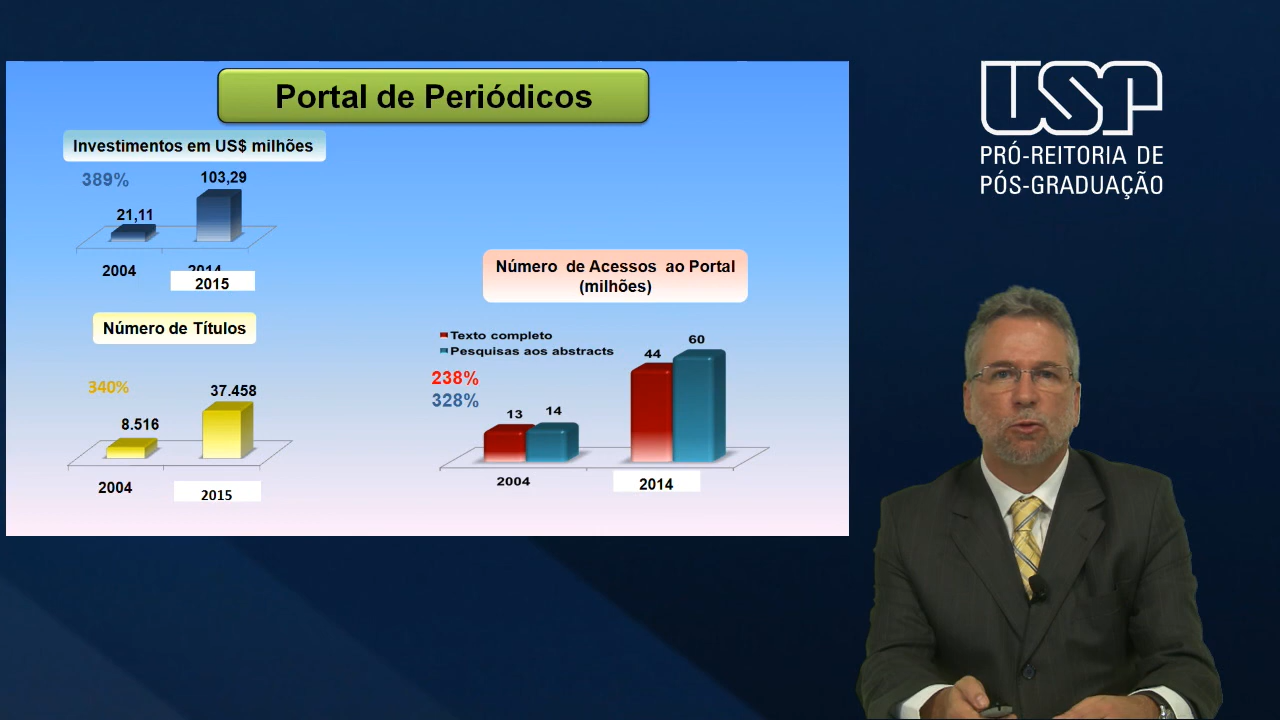 Portal de Periódicos
Investimentos em US$ milhões
389%
21,11
103,29
2004
2014
2015
Número de Títulos
340%
8.516
37.458
2004
2015
Número de Acessos ao Portal
(milhões)
Texto completo
Pesquisas aos abstracts
238%
328%
13
14
44
60
2004
2014
USP
PRÓ-REITORIA DE
PÓS-GRADUAÇÃO